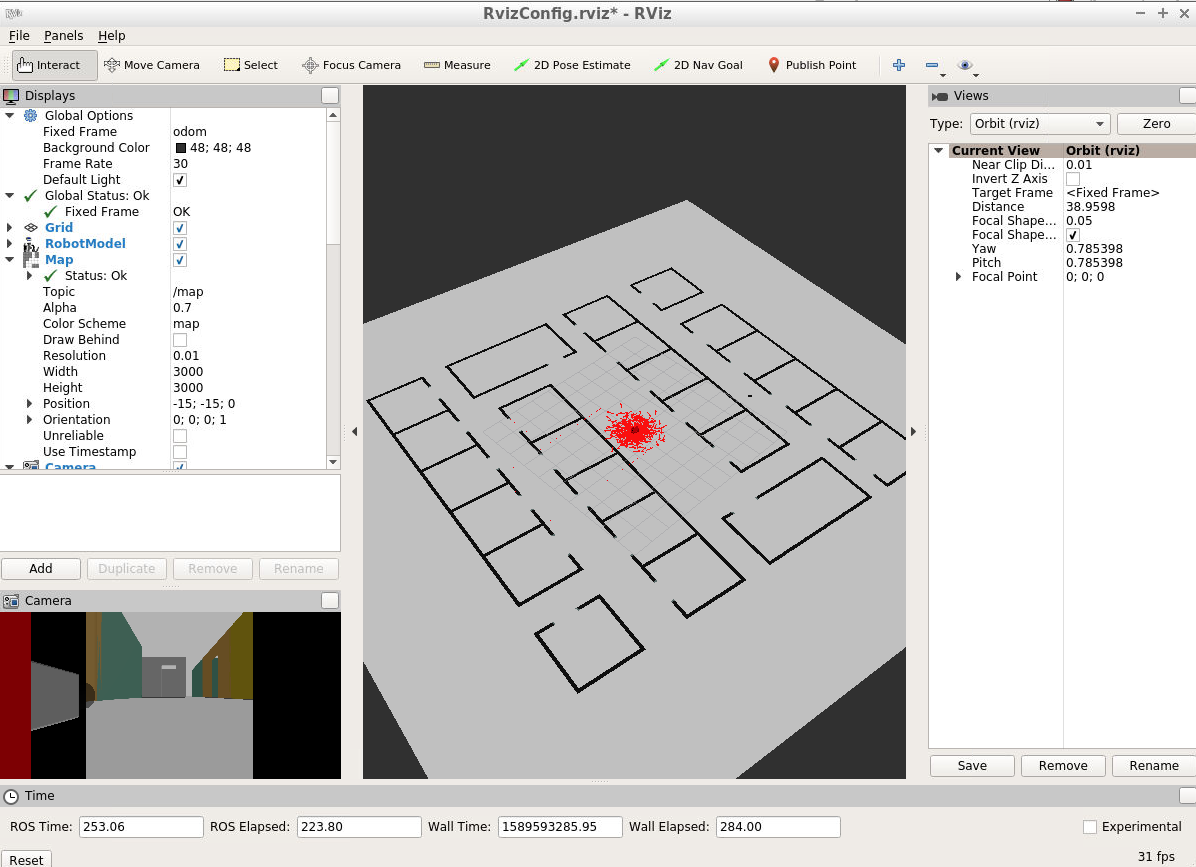 RvizConfig.rviz* - RViz
File Panels Help
Interact Move Camera Select Focus Camera Measure 2D Pose Estimate 2D Nav Goal Publish Point
Displays
Global Options
Fixed Frame odom
Background Color 48; 48; 48
Frame Rate 30
Default Light
Global Status: Ok
Fixed Frame OK
Grid
RobotModel
Map
Status: Ok
Topic /map
Alpha 0.7
Color Scheme map
Draw Behind
Resolution 0.01
Width 3000
Height 3000
Position -15; -15; 0
Orientation 0; 0; 0; 1
Unreliable
Use Timestamp
Camera
Add Duplicate Remove Rename
Camera
Views
Type: Orbit (rviz) Zero
Current View Orbit (rviz)
Near Clip Di... 0.01
Invert Z Axis
Target Frame <Fixed Frame>
Distance 38.9598
Focal Shape... 0.05
Focal Shape...
Yaw 0.785398
Pitch 0.785398
Focal Point 0; 0; 0
Save Remove Rename
Time
ROS Time: 253.06 ROS Elapsed: 223.80 Wall Time: 1589593285.95 Wall Elapsed: 284.00 Experimental
Reset 31 fps